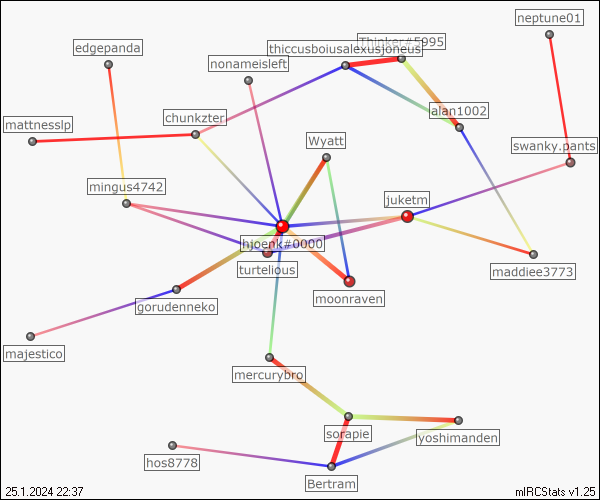 neptune01
edgepanda
Thinker#5995
thiccusboiusalexusjoneus
nonameisleft
alan1002
chunkzter
mattnesslp
Wyatt
swanky.pants
mingus4742
juketm
hjoenk#0000
turtelious
maddiee3773
moonraven
gorudenneko
majestico
mercurybro
sorapie
yoshimanden
hos8778
Bertram
25.1.2024 22:37
mIRCStats v1.25